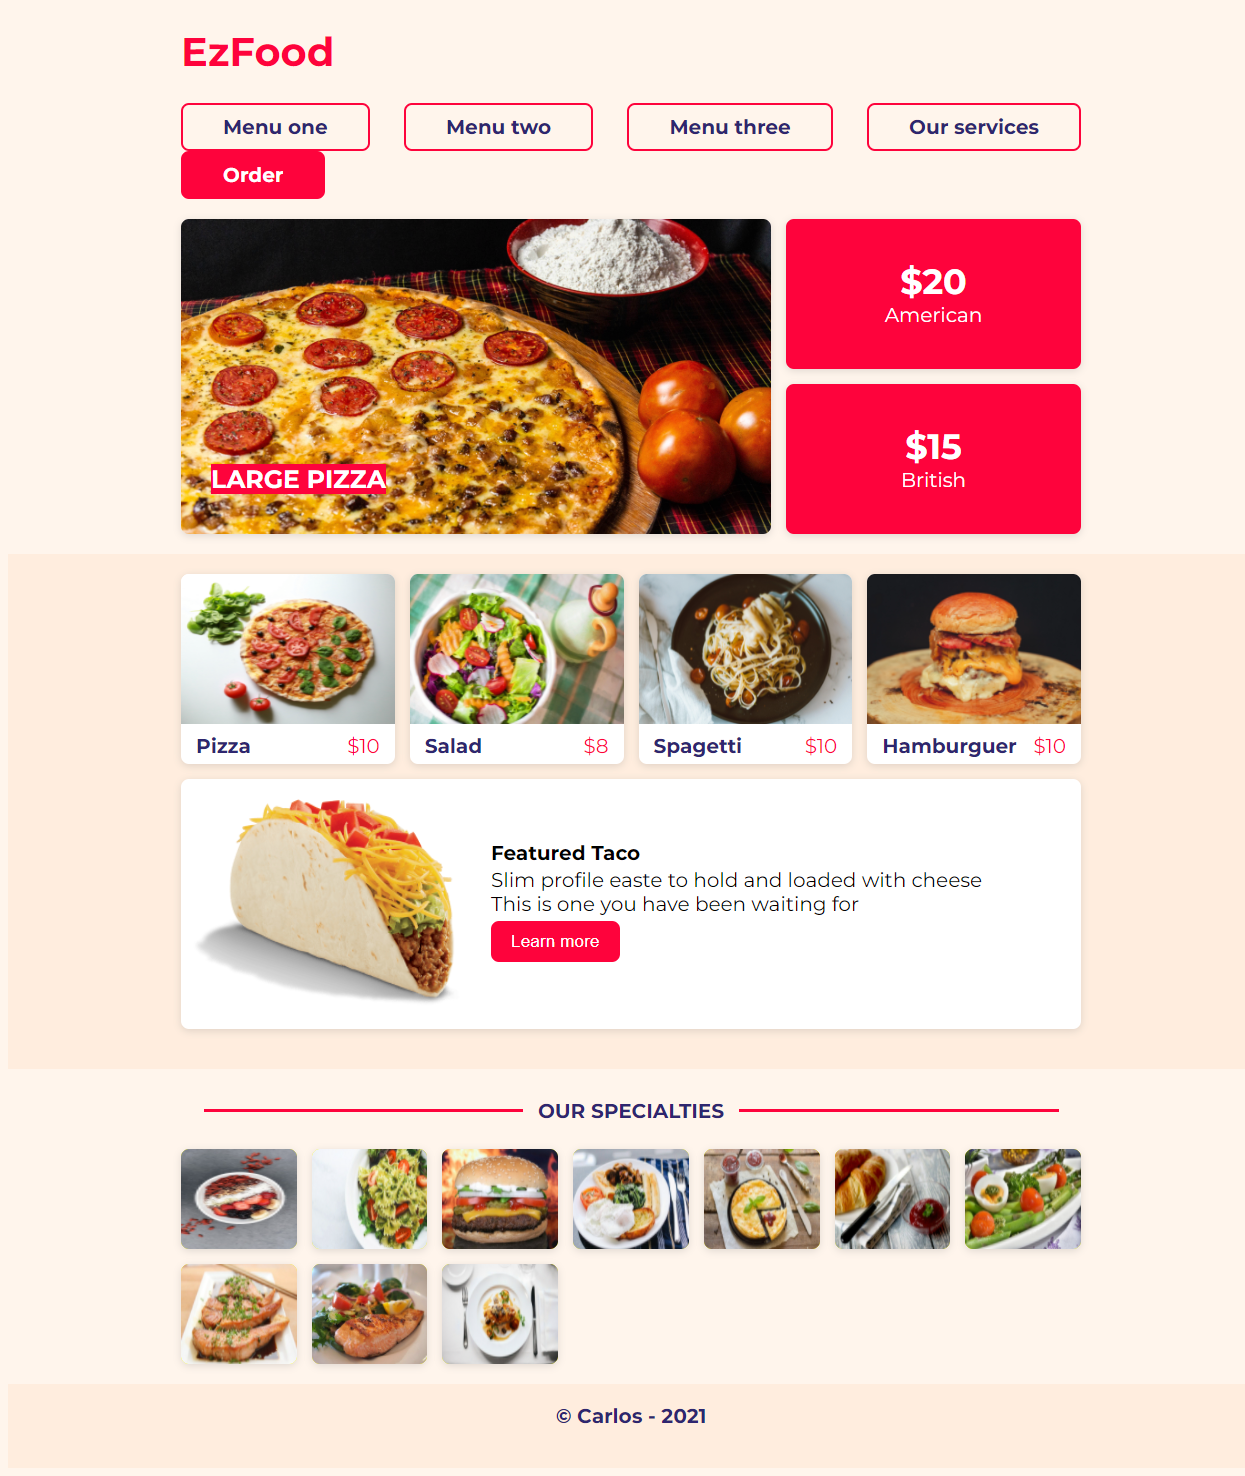 EzFood
Menu one
Menu two
Menu three
Our services
Order
LARGE PIZZA
$20
American
$15
British
Pizza
$10
Salad
$8
Spagetti
$10
Hamburguer
$10
Featured Taco
Slim profile easte to hold and loaded with cheese
This is one you have been waiting for
Learn more
OUR SPECIALTIES
© Carlos - 2021